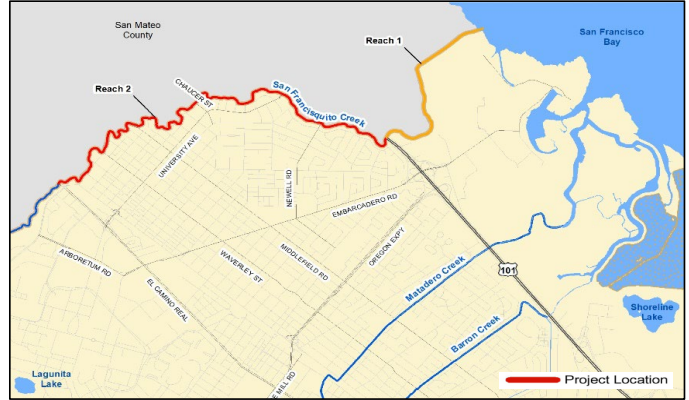 San Mateo
County
Reach 1
San Francisco
Bay
Reach 2
CHAUCER ST
San Francisquito Creek
UNIVERSITY AVE
NEWELL RD
EMBARCADERO RD
ARBORETUM RD
EL CAMINO REAL
WAVERLEY ST
MIDDLEFIELD RD
OREGON EXPY
Matadero Creek
101
Barron Creek
Shoreline
Lake
Lagunita
Lake
E MILL RD
Project Location